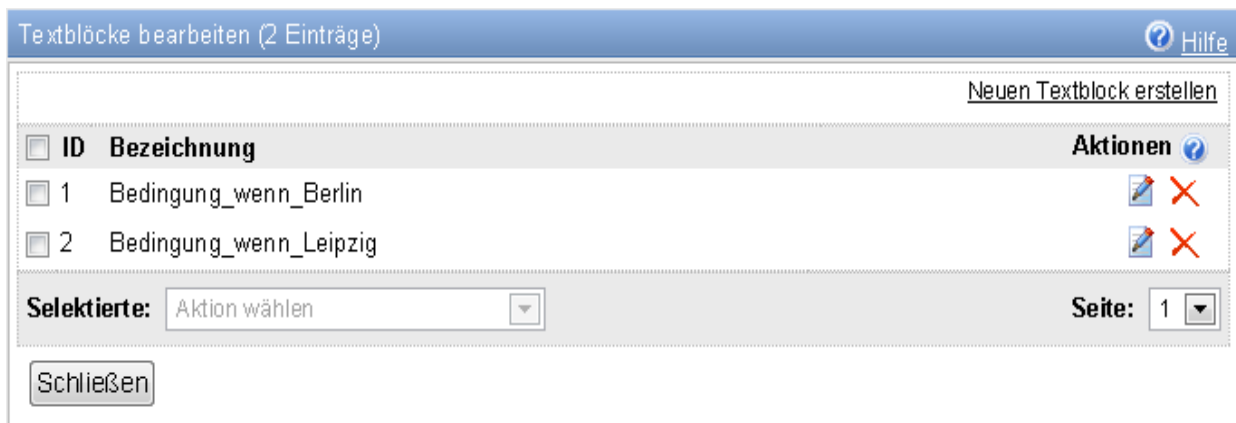 Textblöcke bearbeiten (2 Einträge) Hilfe
Neuen Textblock erstellen
ID Bezeichnung Aktionen
1 Bedingung_wenn_Berlin
2 Bedingung_wenn_Leipzig
Selektierte: Aktion wählen Seite: 1
Schließen